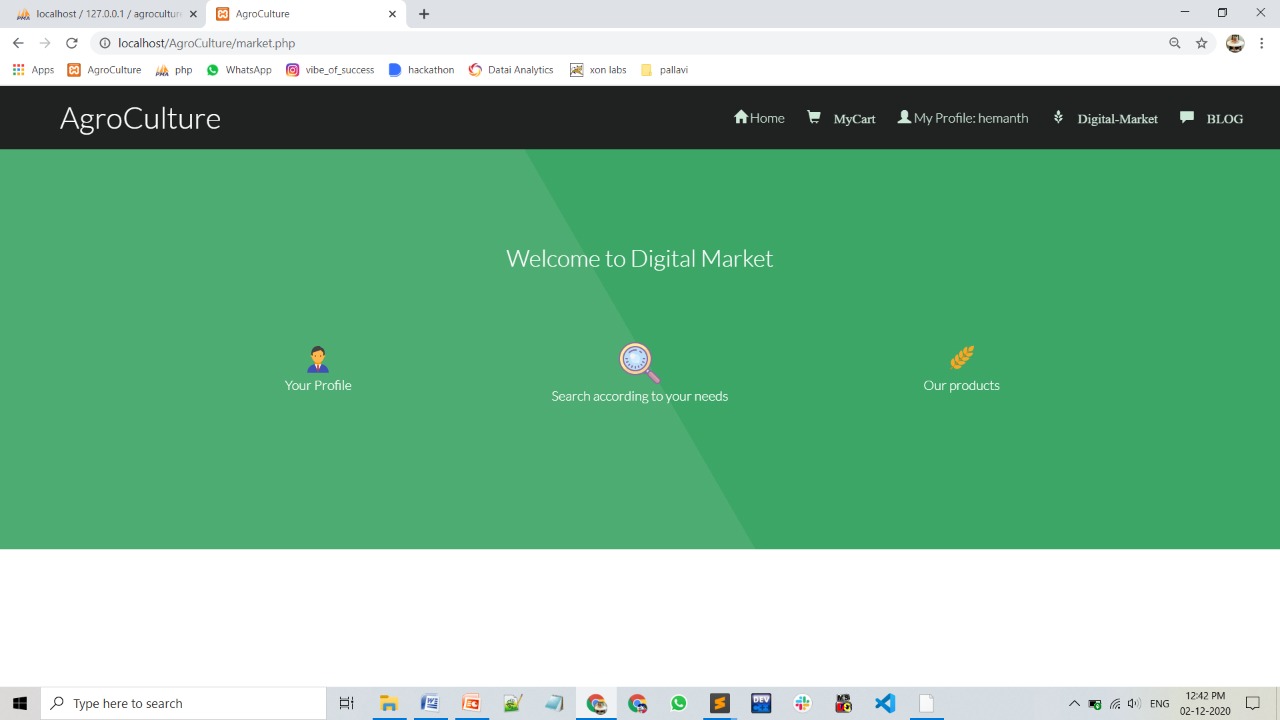 localhost / 127.0.0.1 / agroculture
AgroCulture
localhost/AgroCulture/market.php
Apps AgroCulture php WhatsApp vibe_of_success hackathon Datai Analytics xon labs pallavi
AgroCulture
Home MyCart My Profile: hemanth Digital-Market BLOG
Welcome to Digital Market
Your Profile
Search according to your needs
Our products
Type here to search
ENG
12:42 PM
02-12-2020